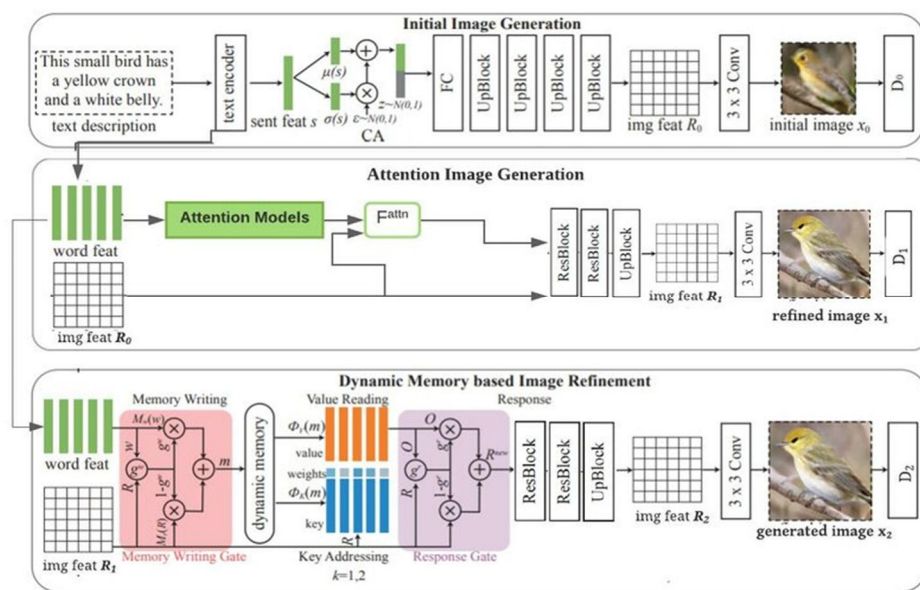 Initial Image Generation
This small bird has
a yellow crown
and a white belly.
text description
text encoder
sent feat s
μ(s)
σ(s)
ε~N(0,1)
z~N(0,1)
CA
FC
UpBlock
UpBlock
UpBlock
UpBlock
img feat R₀
3 x 3 Conv
initial image x₀
D₀
Attention Image Generation
word feat
Attention Models
Fᵃᵗᵗⁿ
img feat R₀
ResBlock
ResBlock
UpBlock
img feat R₁
3 x 3 Conv
refined image x₁
D₁
Dynamic Memory based Image Refinement
word feat
img feat R₁
Memory Writing
w
gʷ
R
1-gʷ
gʷ
m
Memory Writing Gate
dynamic memory
Value Reading
value
weights
key
R
Key Addressing
k=1,2
Response
O
O
gʳ
R
gʳ
1-gʳ
Rⁿᵉʷ
Response Gate
ResBlock
ResBlock
UpBlock
img feat R₂
3 x 3 Conv
generated image x₂
D₂